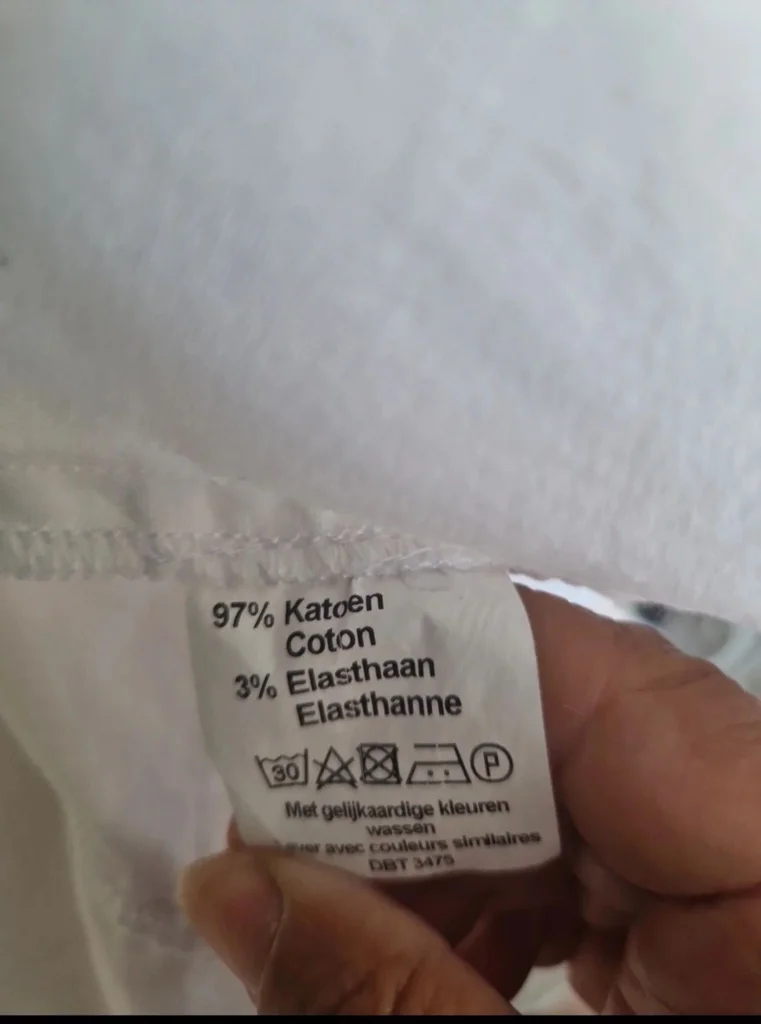 97% Katoen
Coton
3% Elasthaan
Elasthanne
30 P
Met gelijkaardige kleuren
wassen
avec couleurs similaires
DBT 3475